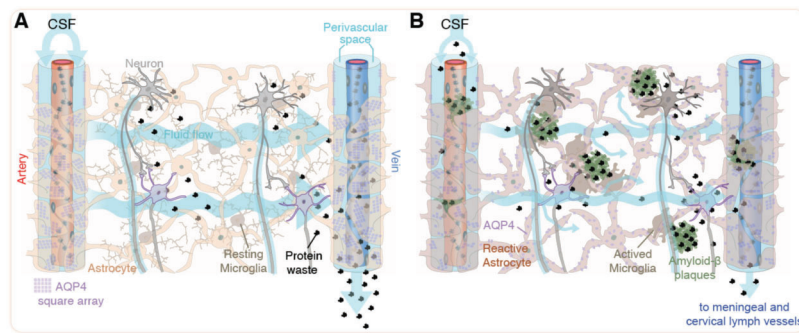 A
CSF
Perivascular
space
Neuron
Fluid flow
Artery
Vein
Astrocyte
Resting
Microglia
Protein
waste
AQP4
square array
B
CSF
AQP4
Reactive
Astrocyte
Actived
Microglia
Amyloid-β
plaques
to meningeal and
cervical lymph vessels